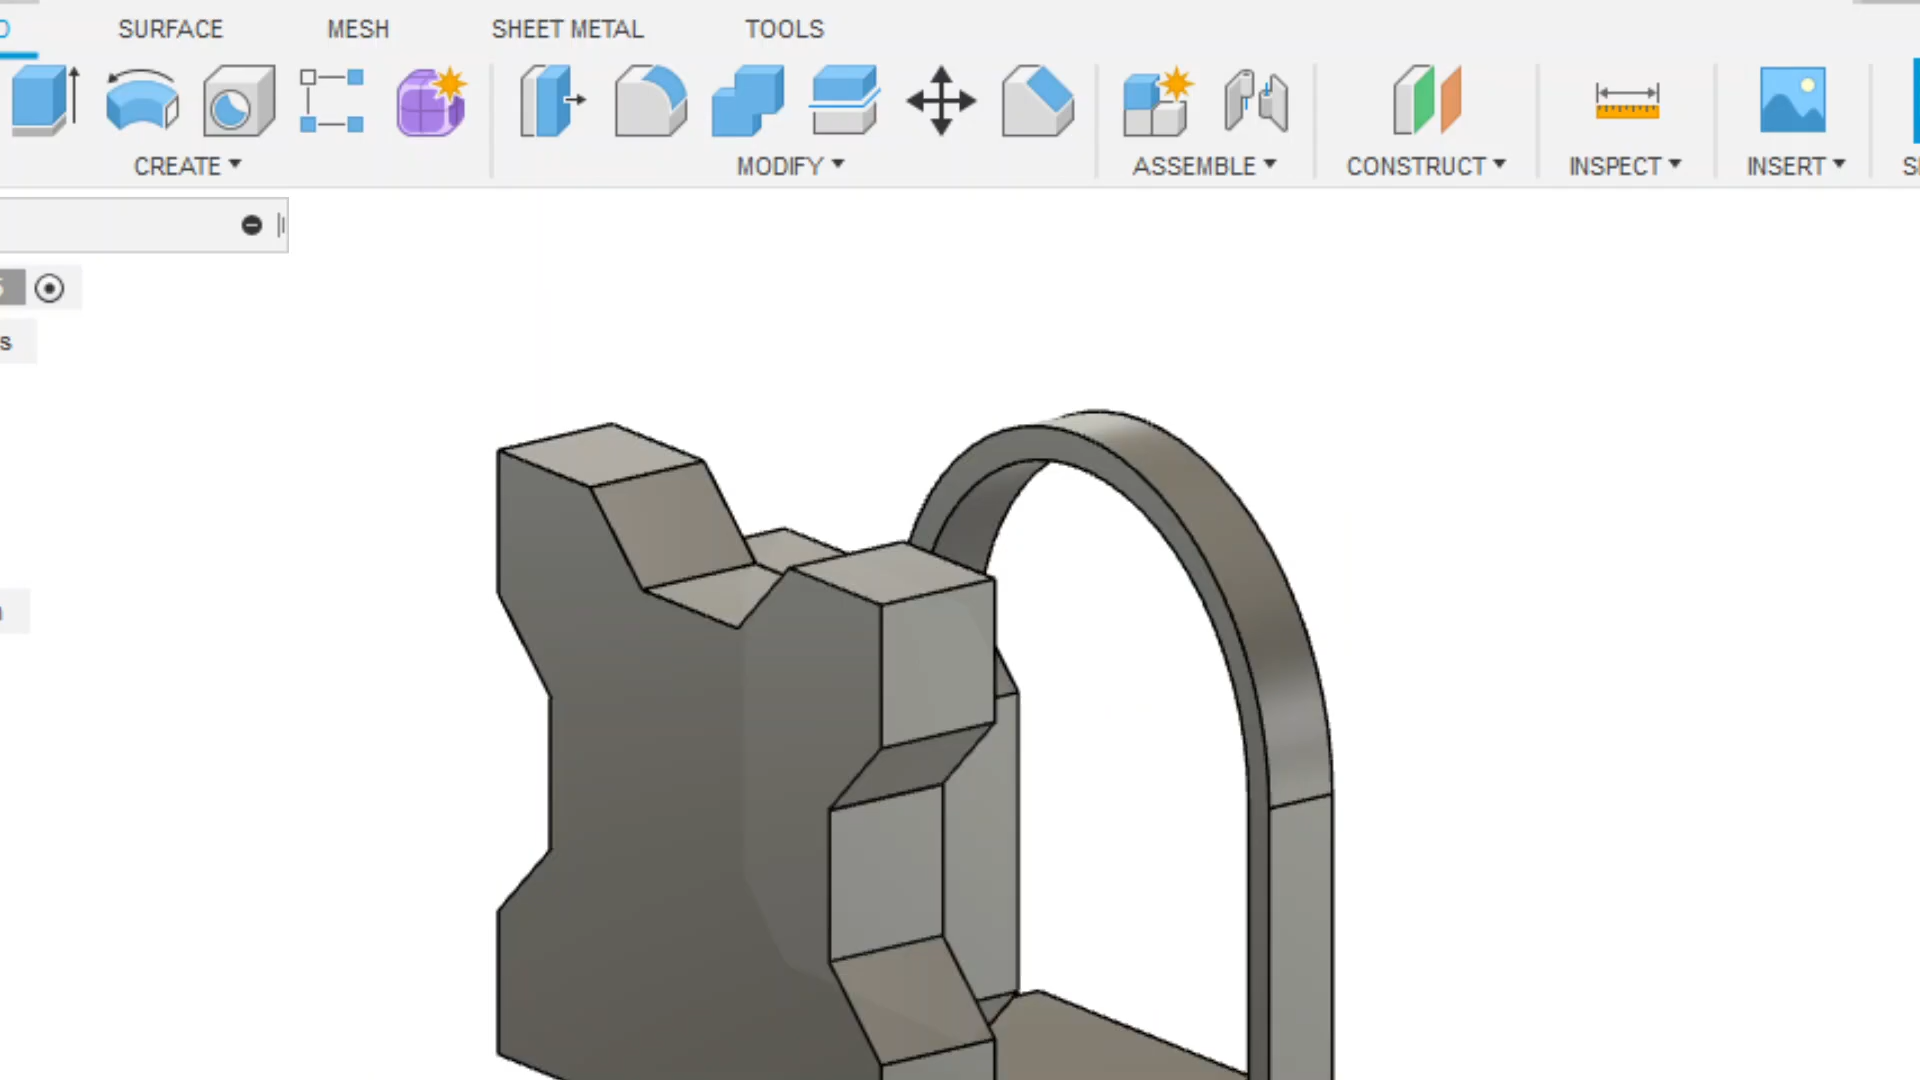 SURFACE MESH SHEET METAL TOOLS
CREATE MODIFY ASSEMBLE CONSTRUCT INSPECT INSERT
s